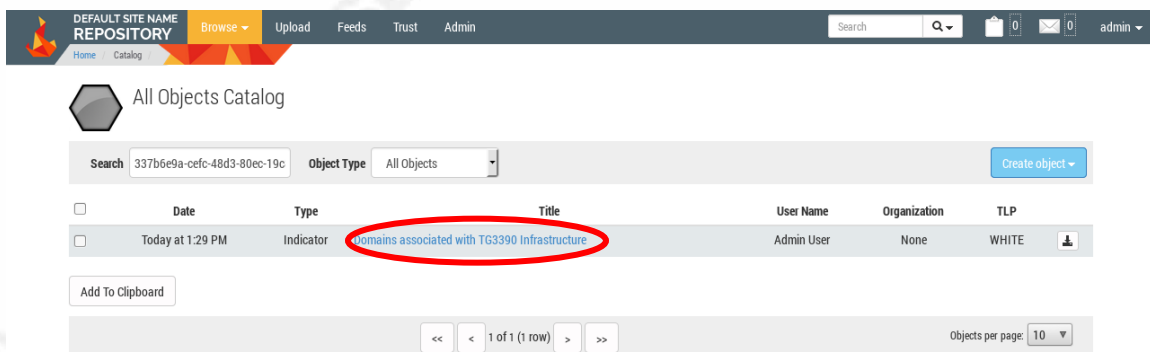 DEFAULT SITE NAME
REPOSITORY
Browse Upload Feeds Trust Admin Search 0 0 admin
Home / Catalog /
All Objects Catalog
Search 337b6e9a-cefc-48d3-80ec-19c Object Type All Objects Create object
Date Type Title User Name Organization TLP
Today at 1:29 PM Indicator Domains associated with TG3390 Infrastructure Admin User None WHITE
Add To Clipboard
<< < 1 of 1 (1 row) > >> Objects per page: 10